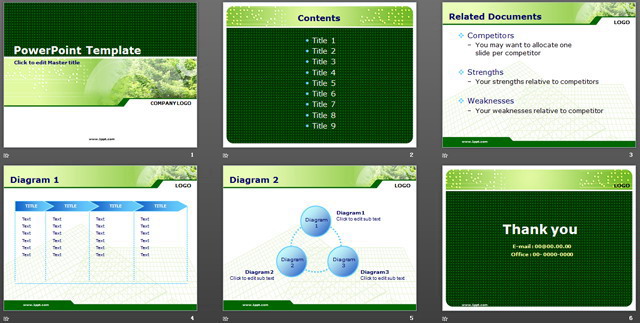 PowerPoint Template
Click to edit Master title
COMPANY LOGO
www.1ppt.com
1
Contents
Title 1
Title 2
Title 3
Title 4
Title 5
Title 6
Title 7
Title 8
Title 9
2
Related Documents
LOGO
Competitors
– You may want to allocate one
slide per competitor
Strengths
– Your strengths relative to competitors
Weaknesses
– Your weaknesses relative to competitor
www.1ppt.com
3
Diagram 1
LOGO
TITLE TITLE TITLE TITLE
Text Text Text Text
Text Text Text Text
Text Text Text Text
Text Text Text Text
Text Text Text Text
Text Text Text Text
www.1ppt.com
4
Diagram 2
LOGO
Diagram
1
Diagram1
Click to edit sub text
Diagram
2
Diagram
3
Diagram2
Click to edit sub text
Diagram3
Click to edit sub text
www.1ppt.com
5
LOGO
Thank you
E-mail : 00@00.00.00
Office : 00- 0000-0000
www.1ppt.com
6